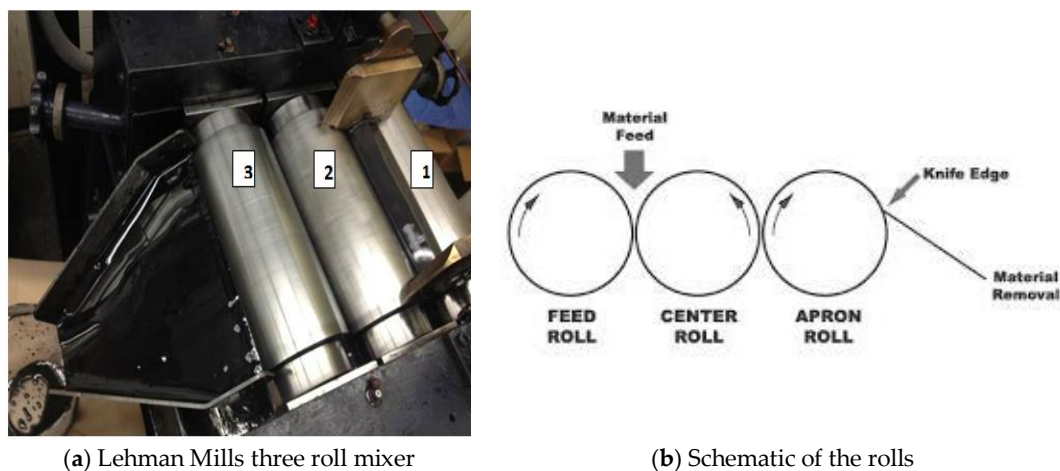 3
2
1
Material
Feed
Knife Edge
Material
Removal
FEED
ROLL
CENTER
ROLL
APRON
ROLL
(a) Lehman Mills three roll mixer
(b) Schematic of the rolls